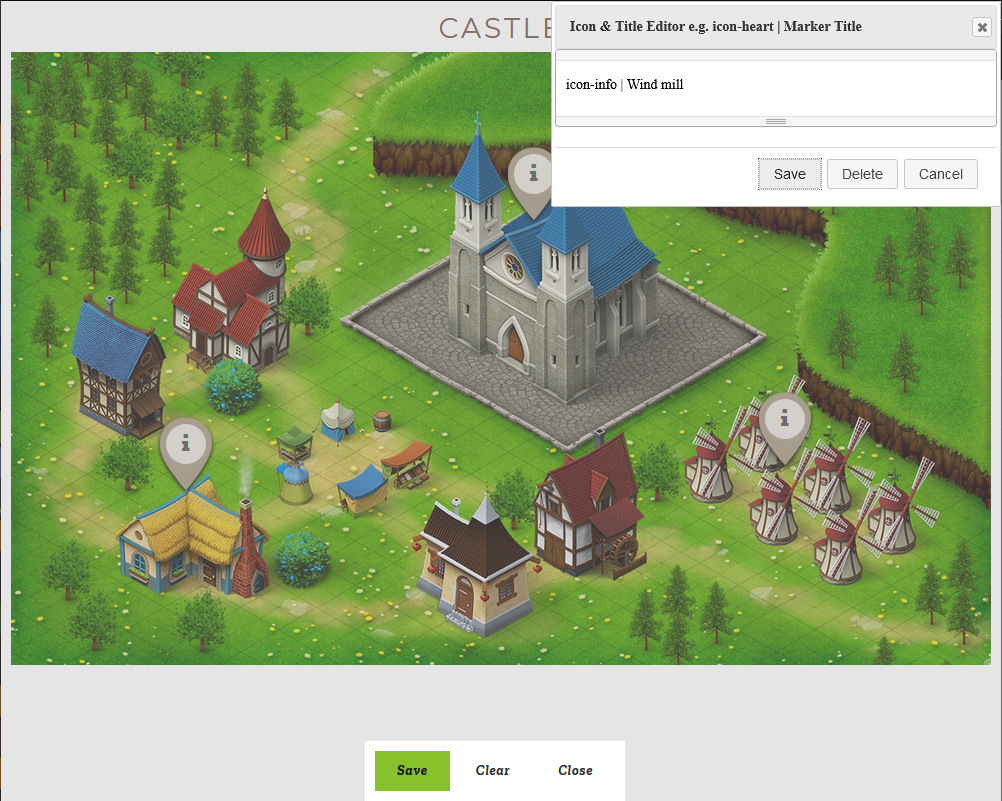 CASTLE
Icon & Title Editor e.g. icon-heart | Marker Title
icon-info | Wind mill
Save Delete Cancel
Save Clear Close